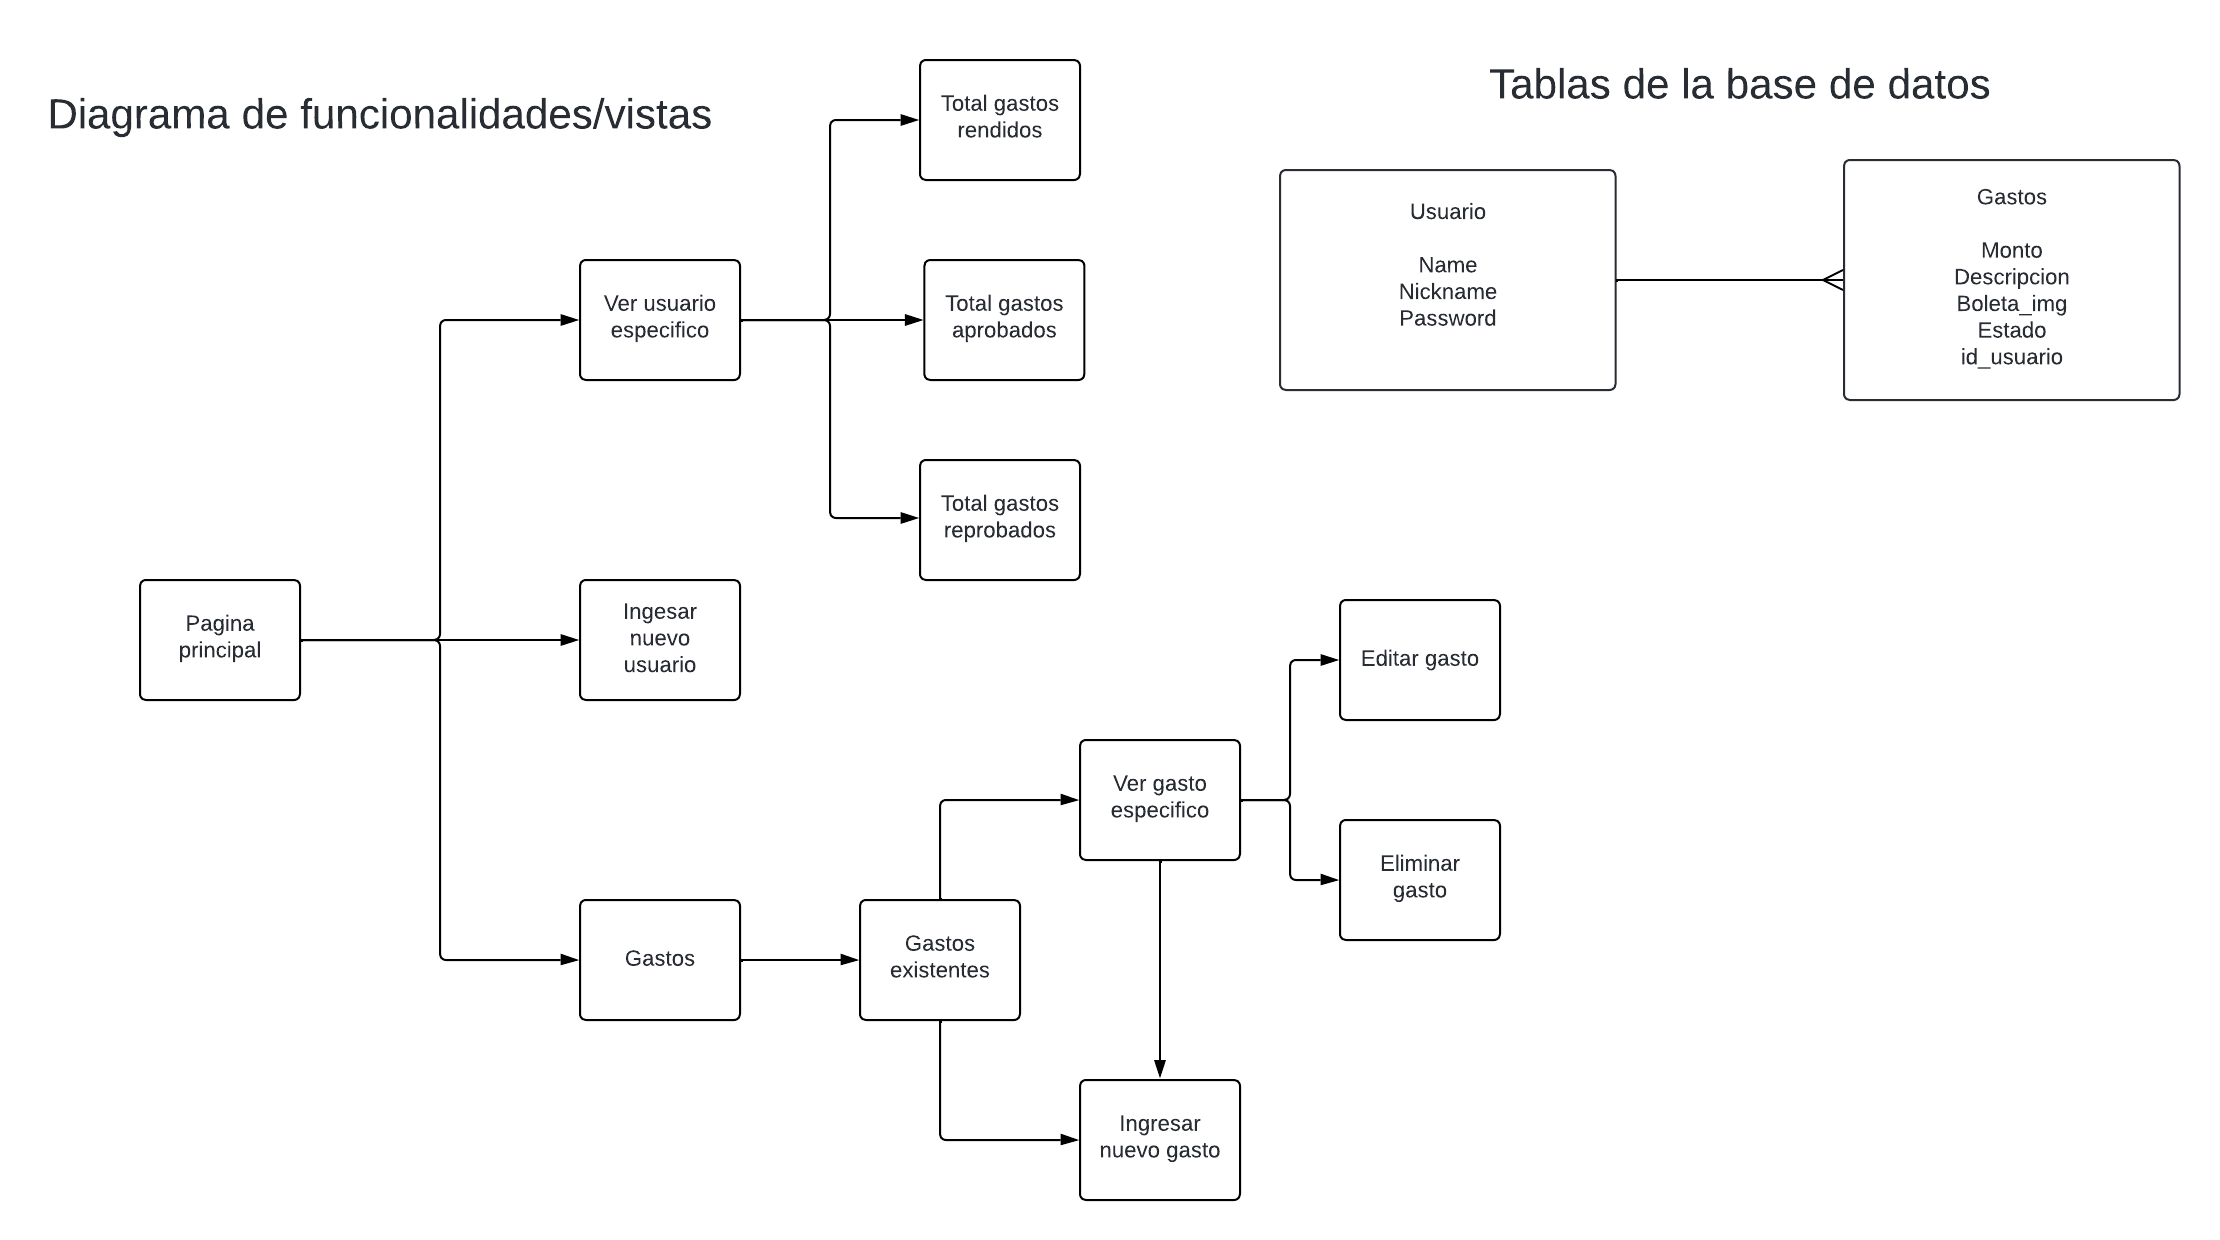 Diagrama de funcionalidades/vistas
Total gastos
rendidos
Ver usuario
especifico
Total gastos
aprobados
Total gastos
reprobados
Pagina
principal
Ingesar
nuevo
usuario
Gastos
Gastos
existentes
Ver gasto
especifico
Editar gasto
Eliminar
gasto
Ingresar
nuevo gasto
Tablas de la base de datos
Usuario
Name
Nickname
Password
Gastos
Monto
Descripcion
Boleta_img
Estado
id_usuario